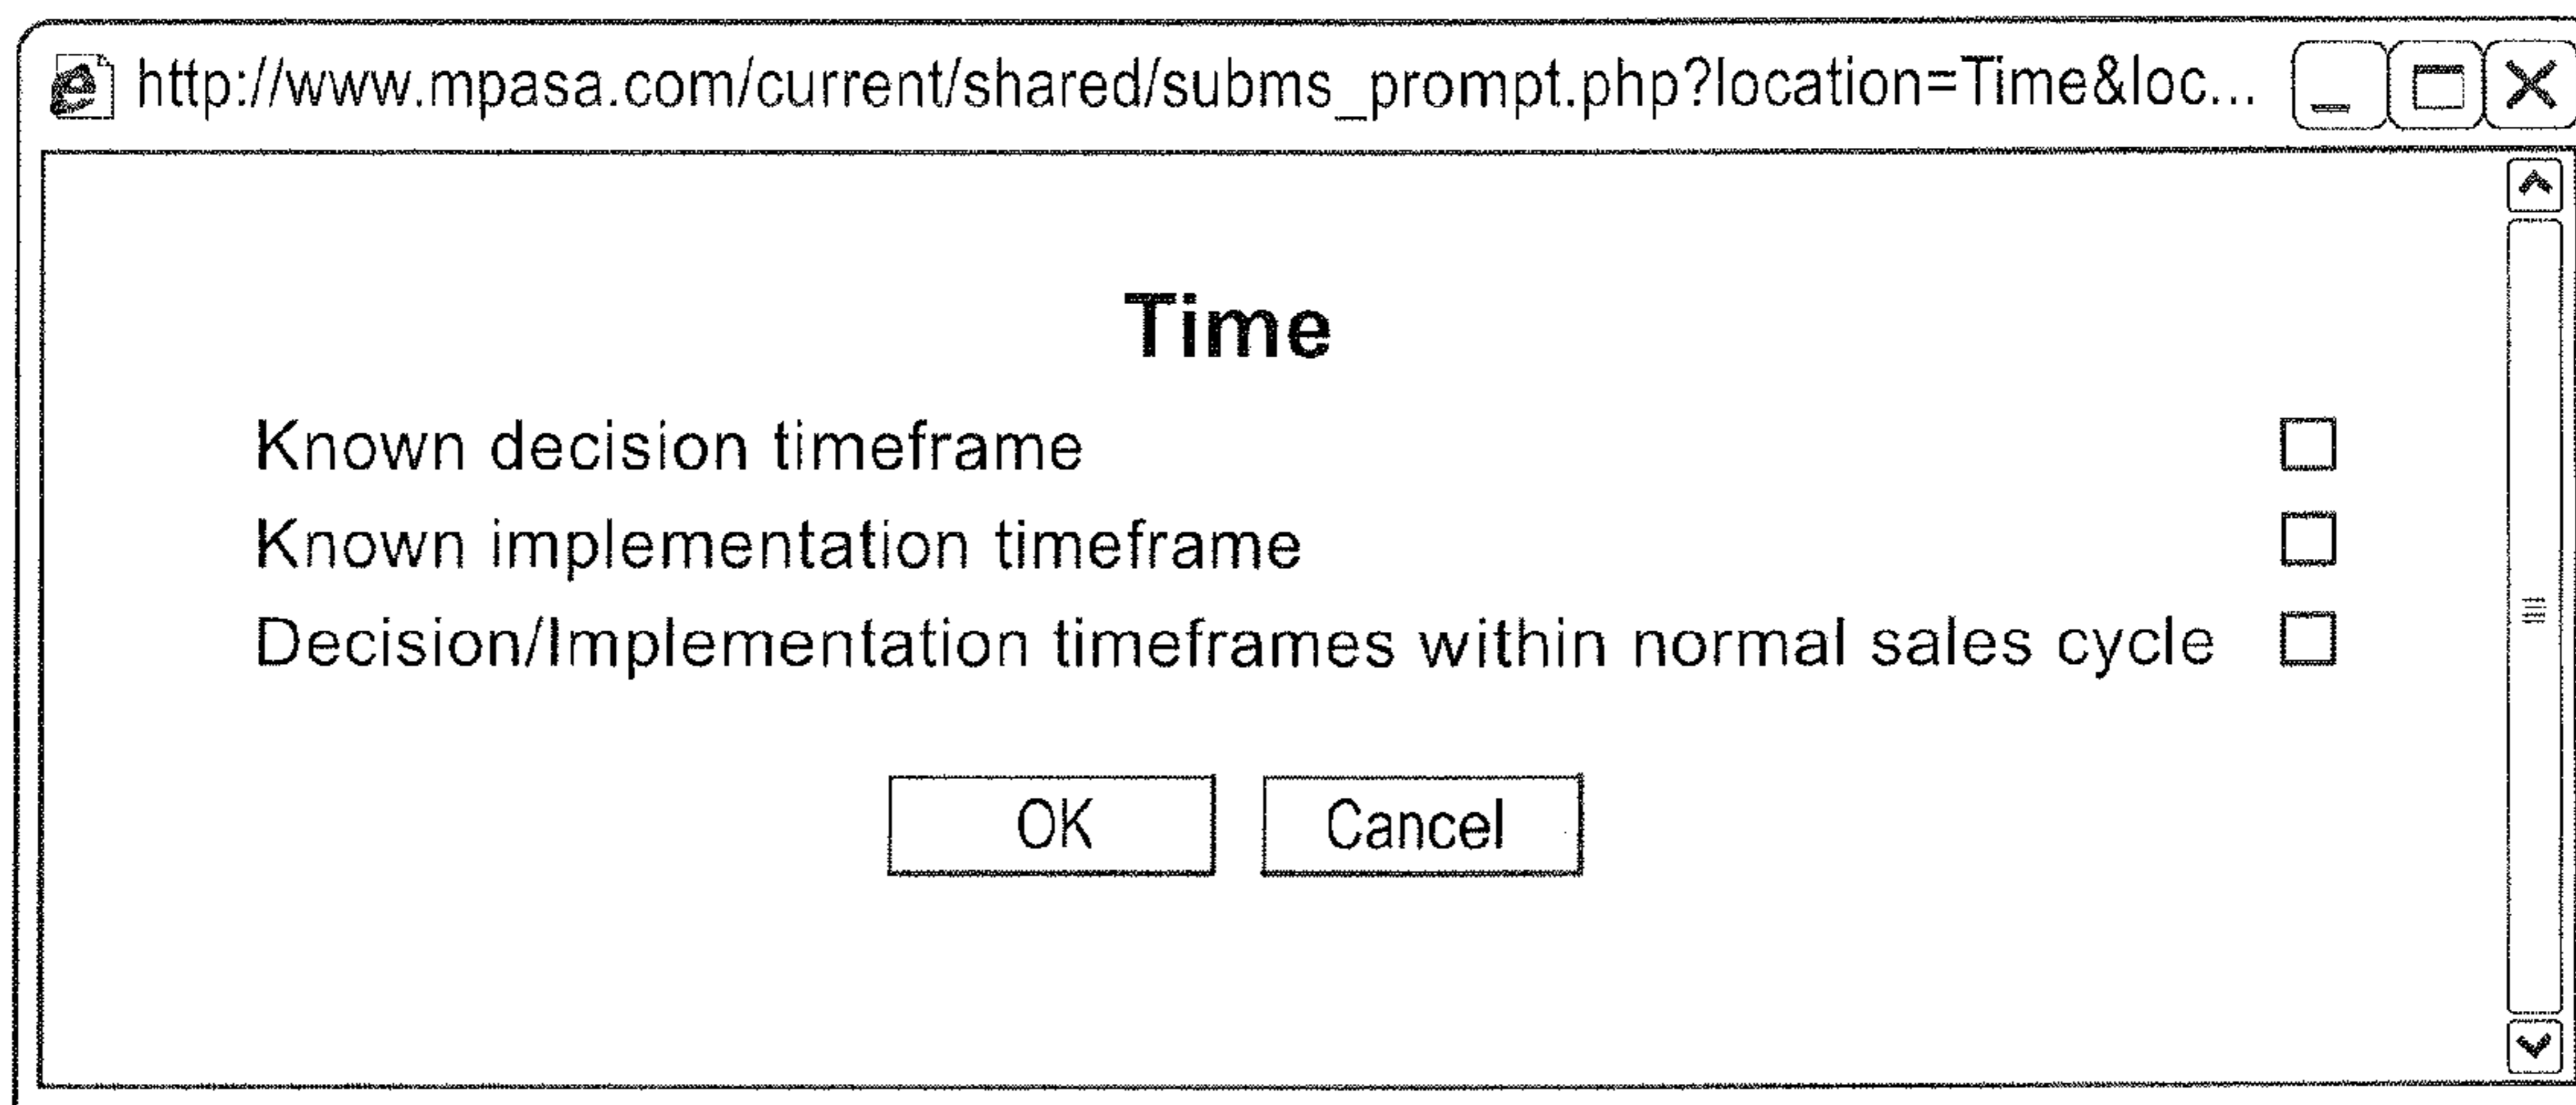 http://www.mpasa.com/current/shared/subms_prompt.php?location=Time&loc...
Time
Known decision timeframe
Known implementation timeframe
Decision/Implementation timeframes within normal sales cycle
OK Cancel